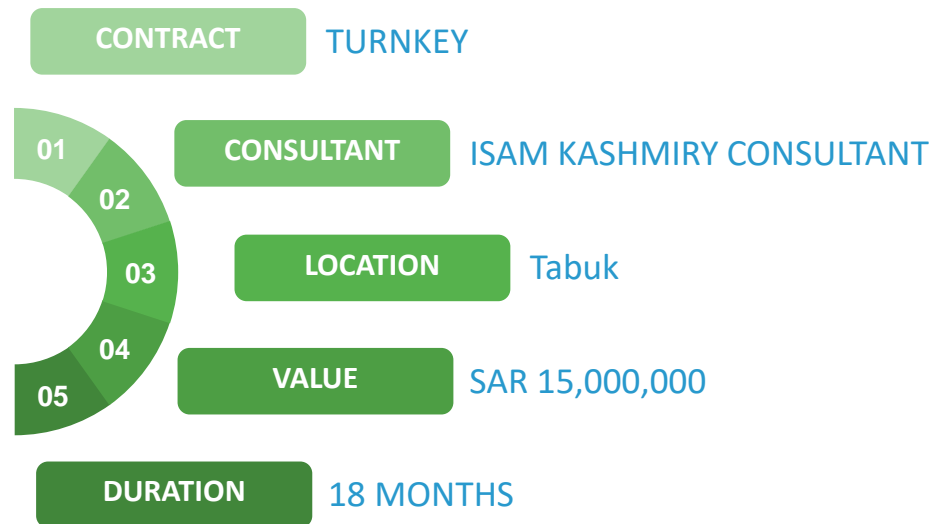 CONTRACT TURNKEY
01 CONSULTANT ISAM KASHMIRY CONSULTANT
02
03 LOCATION Tabuk
04 VALUE SAR 15,000,000
05
DURATION 18 MONTHS